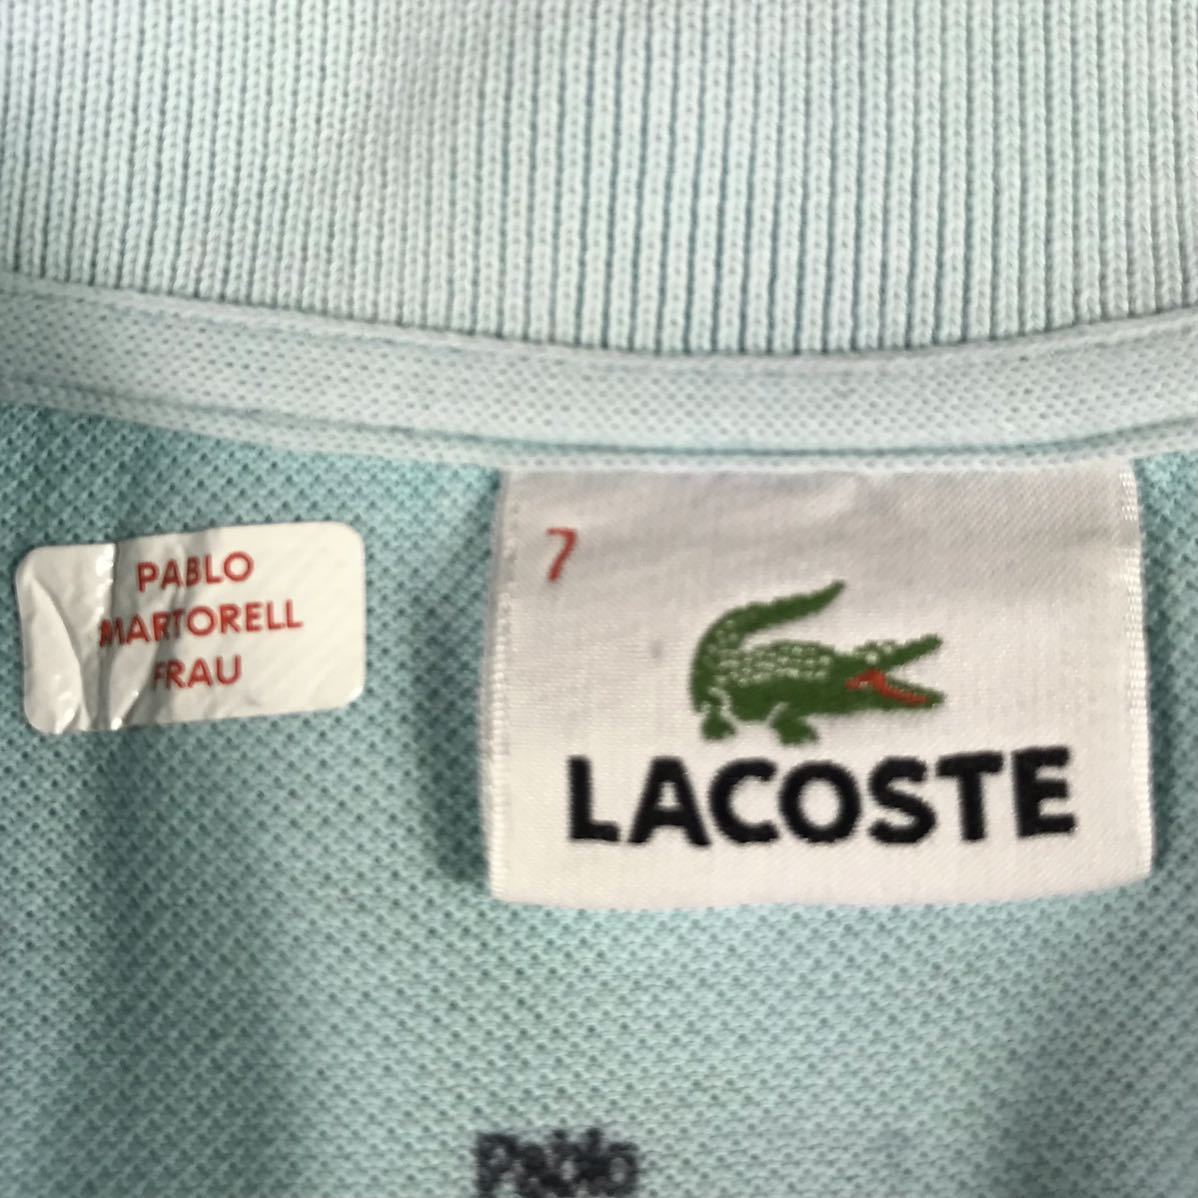 PABLO
MARTORELL
FRAU
7
LACOSTE
Pablo